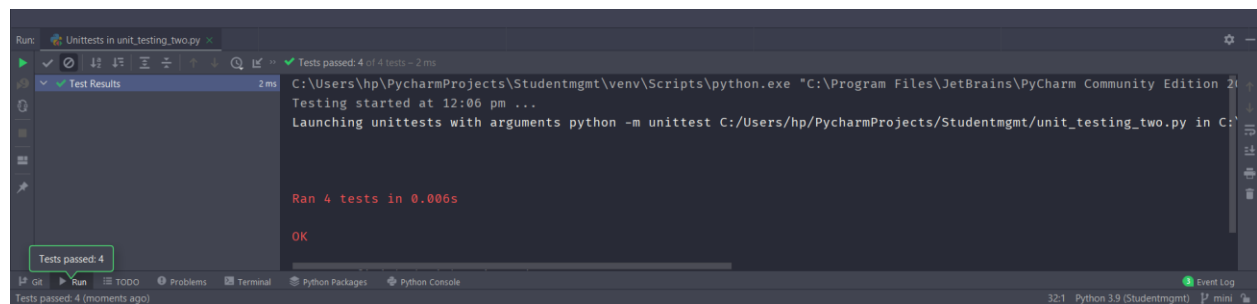 Run: Unittests in unit_testing_two.py ×
Tests passed: 4 of 4 tests – 2 ms
Test Results 2 ms
C:\Users\hp\PycharmProjects\Studentmgmt\venv\Scripts\python.exe "C:\Program Files\JetBrains\PyCharm Community Edition 20
Testing started at 12:06 pm ...
Launching unittests with arguments python -m unittest C:/Users/hp/PycharmProjects/Studentmgmt/unit_testing_two.py in C:\
Ran 4 tests in 0.006s
OK
Tests passed: 4
Git Run TODO Problems Terminal Python Packages Python Console 3 Event Log
Tests passed: 4 (moments ago) 32:1 Python 3.9 (Studentmgmt) mini